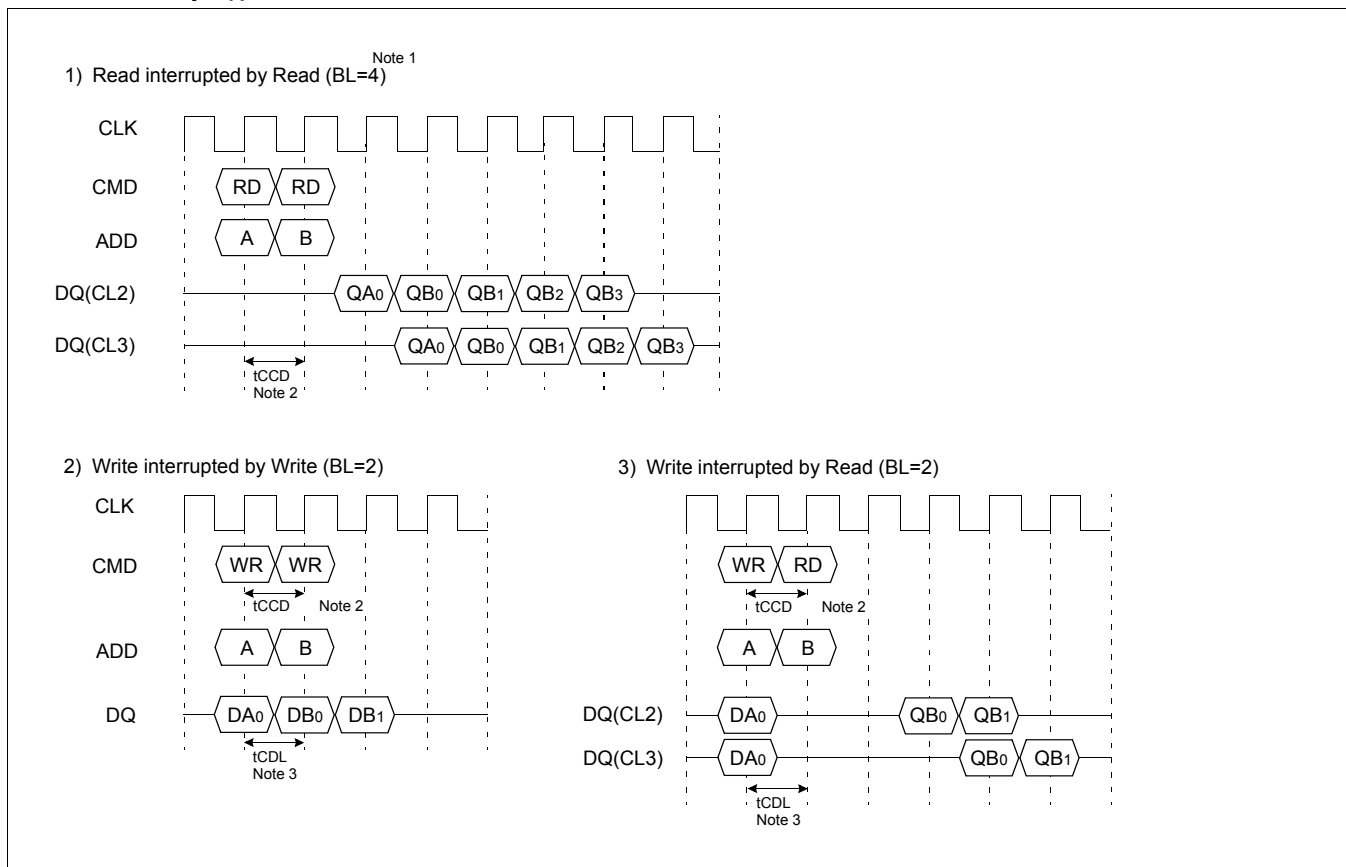 Note 1
1) Read interrupted by Read (BL=4)
CLK
CMD RD RD
ADD A B
DQ(CL2) QA0 QB0 QB1 QB2 QB3
DQ(CL3) QA0 QB0 QB1 QB2 QB3
tCCD
Note 2
2) Write interrupted by Write (BL=2)
CLK
CMD WR WR
tCCD Note 2
ADD A B
DQ DA0 DB0 DB1
tCDL
Note 3
3) Write interrupted by Read (BL=2)
WR RD
tCCD Note 2
A B
DQ(CL2) DA0 QB0 QB1
DQ(CL3) DA0 QB0 QB1
tCDL
Note 3